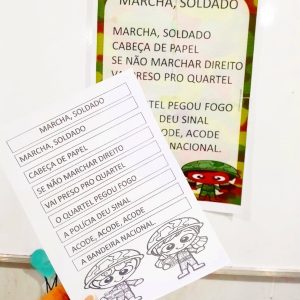 MARCHA, SOLDADO
MARCHA, SOLDADO
CABEÇA DE PAPEL
SE NÃO MARCHAR DIREITO
VAI PRESO PRO QUARTEL
QUARTEL PEGOU FOGO
DEU SINAL
ACODE
NACIONAL.
MARCHA, SOLDADO
MARCHA, SOLDADO
CABEÇA DE PAPEL
SE NÃO MARCHAR DIREITO
VAI PRESO PRO QUARTEL
O QUARTEL PEGOU FOGO
A POLÍCIA DEU SINAL
ACODE, ACODE, ACODE
A BANDEIRA NACIONAL